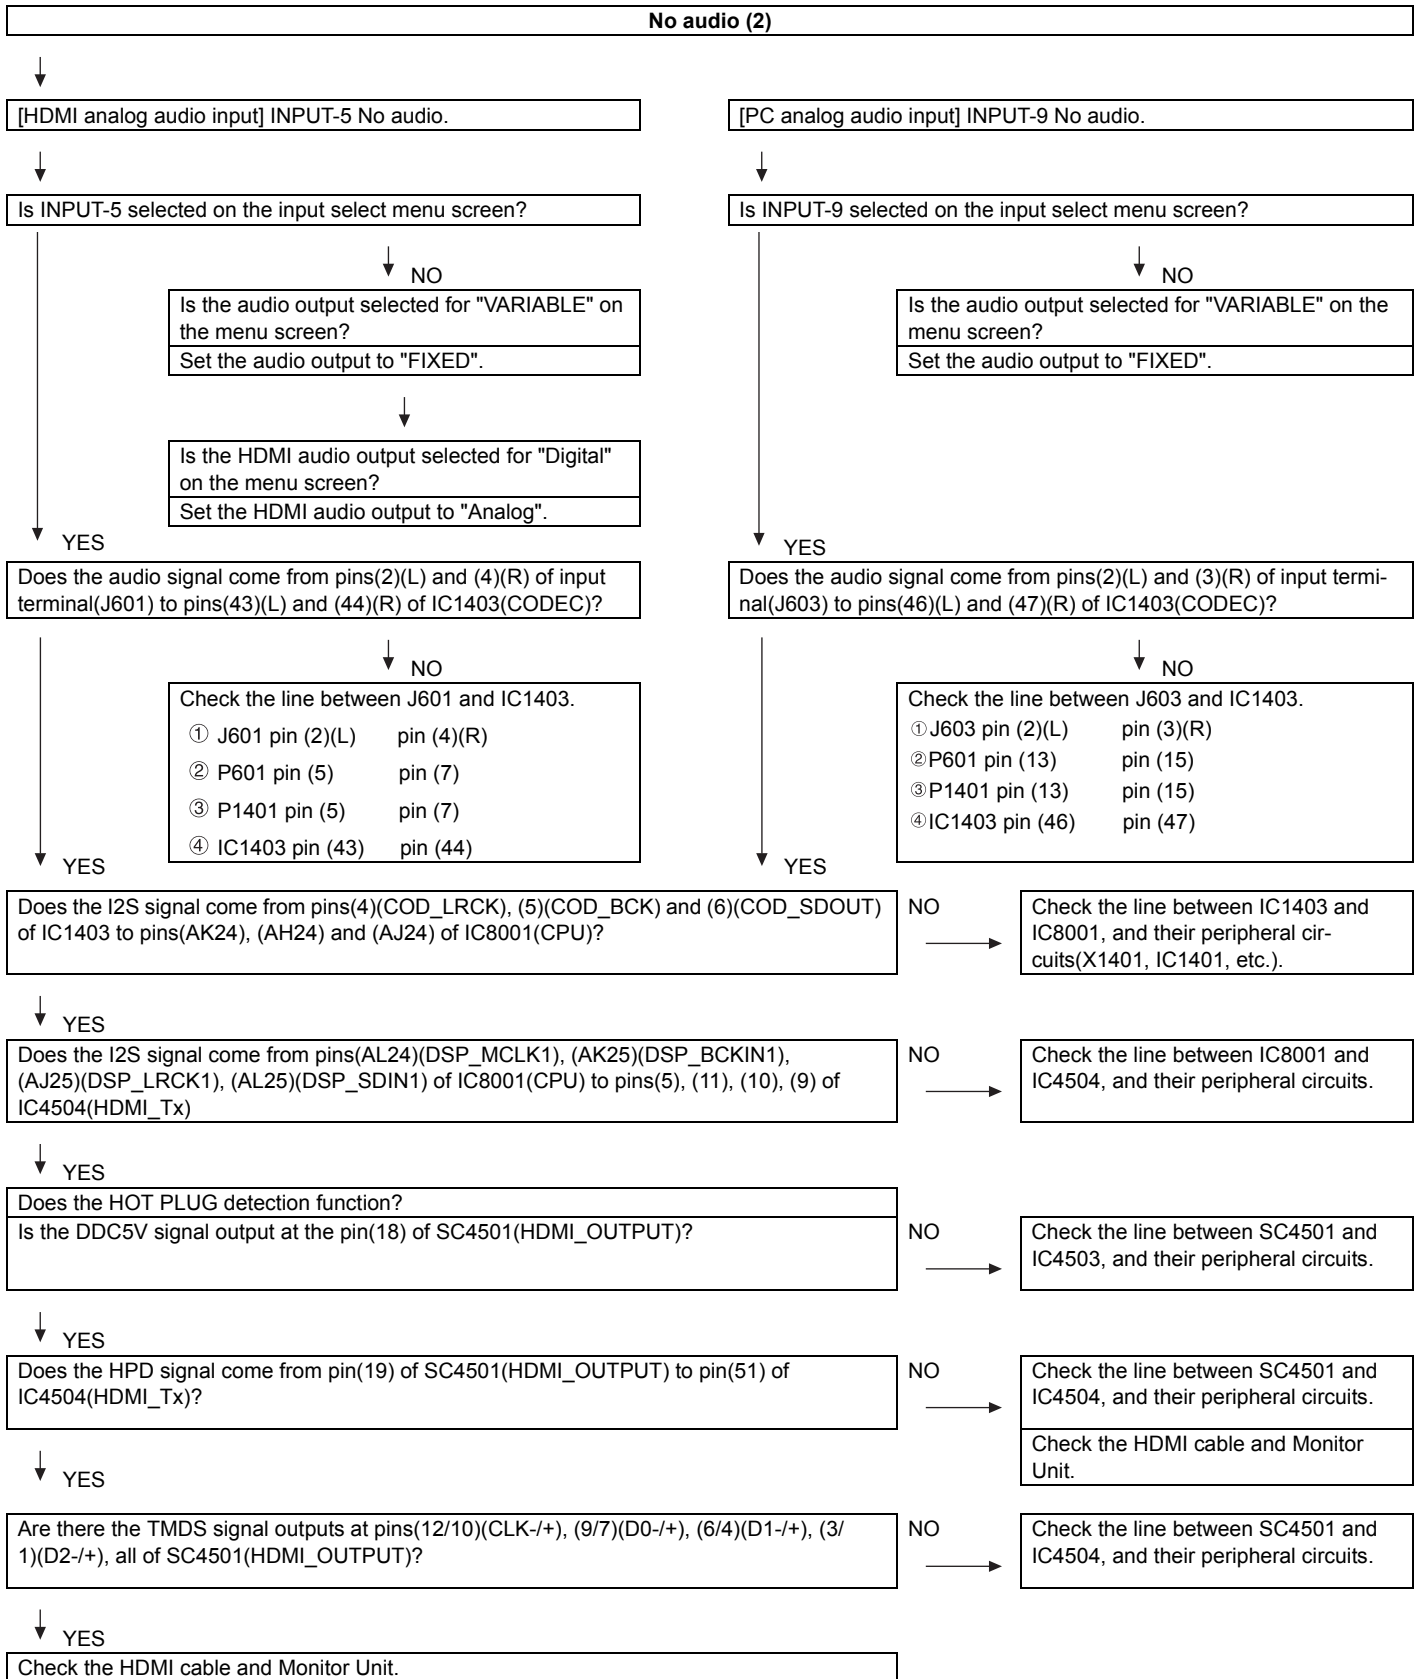 No audio (2)
[HDMI analog audio input] INPUT-5 No audio.
[PC analog audio input] INPUT-9 No audio.
Is INPUT-5 selected on the input select menu screen?
Is INPUT-9 selected on the input select menu screen?
NO
NO
Is the audio output selected for "VARIABLE" on
the menu screen?
Set the audio output to "FIXED".
Is the audio output selected for "VARIABLE" on the
menu screen?
Set the audio output to "FIXED".
Is the HDMI audio output selected for "Digital"
on the menu screen?
Set the HDMI audio output to "Analog".
YES
YES
Does the audio signal come from pins(2)(L) and (4)(R) of input
terminal(J601) to pins(43)(L) and (44)(R) of IC1403(CODEC)?
Does the audio signal come from pins(2)(L) and (3)(R) of input termi-
nal(J603) to pins(46)(L) and (47)(R) of IC1403(CODEC)?
NO
NO
Check the line between J601 and IC1403.
① J601 pin (2)(L) pin (4)(R)
② P601 pin (5) pin (7)
③ P1401 pin (5) pin (7)
④ IC1403 pin (43) pin (44)
Check the line between J603 and IC1403.
①J603 pin (2)(L) pin (3)(R)
②P601 pin (13) pin (15)
③P1401 pin (13) pin (15)
④IC1403 pin (46) pin (47)
YES
YES
Does the I2S signal come from pins(4)(COD_LRCK), (5)(COD_BCK) and (6)(COD_SDOUT)
of IC1403 to pins(AK24), (AH24) and (AJ24) of IC8001(CPU)?
NO
Check the line between IC1403 and
IC8001, and their peripheral cir-
cuits(X1401, IC1401, etc.).
YES
Does the I2S signal come from pins(AL24)(DSP_MCLK1), (AK25)(DSP_BCKIN1),
(AJ25)(DSP_LRCK1), (AL25)(DSP_SDIN1) of IC8001(CPU) to pins(5), (11), (10), (9) of
IC4504(HDMI_Tx)
NO
Check the line between IC8001 and
IC4504, and their peripheral circuits.
YES
Does the HOT PLUG detection function?
Is the DDC5V signal output at the pin(18) of SC4501(HDMI_OUTPUT)?
NO
Check the line between SC4501 and
IC4503, and their peripheral circuits.
YES
Does the HPD signal come from pin(19) of SC4501(HDMI_OUTPUT) to pin(51) of
IC4504(HDMI_Tx)?
NO
Check the line between SC4501 and
IC4504, and their peripheral circuits.
Check the HDMI cable and Monitor
Unit.
YES
Are there the TMDS signal outputs at pins(12/10)(CLK-/+), (9/7)(D0-/+), (6/4)(D1-/+), (3/
1)(D2-/+), all of SC4501(HDMI_OUTPUT)?
NO
Check the line between SC4501 and
IC4504, and their peripheral circuits.
YES
Check the HDMI cable and Monitor Unit.